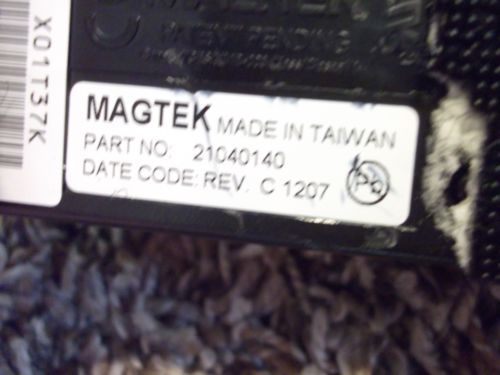 PATENT PENDING
X01T37K
MAGTEK MADE IN TAIWAN
PART NO: 21040140
DATE CODE: REV. C 1207
Pb